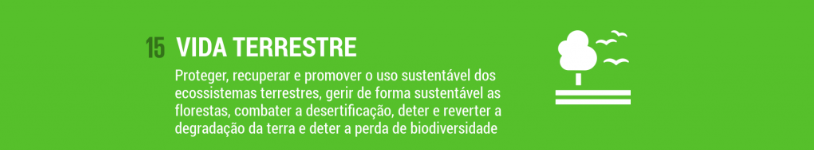 15 VIDA TERRESTRE
Proteger, recuperar e promover o uso sustentável dos
ecossistemas terrestres, gerir de forma sustentável as
florestas, combater a desertificação, deter e reverter a
degradação da terra e deter a perda de biodiversidade